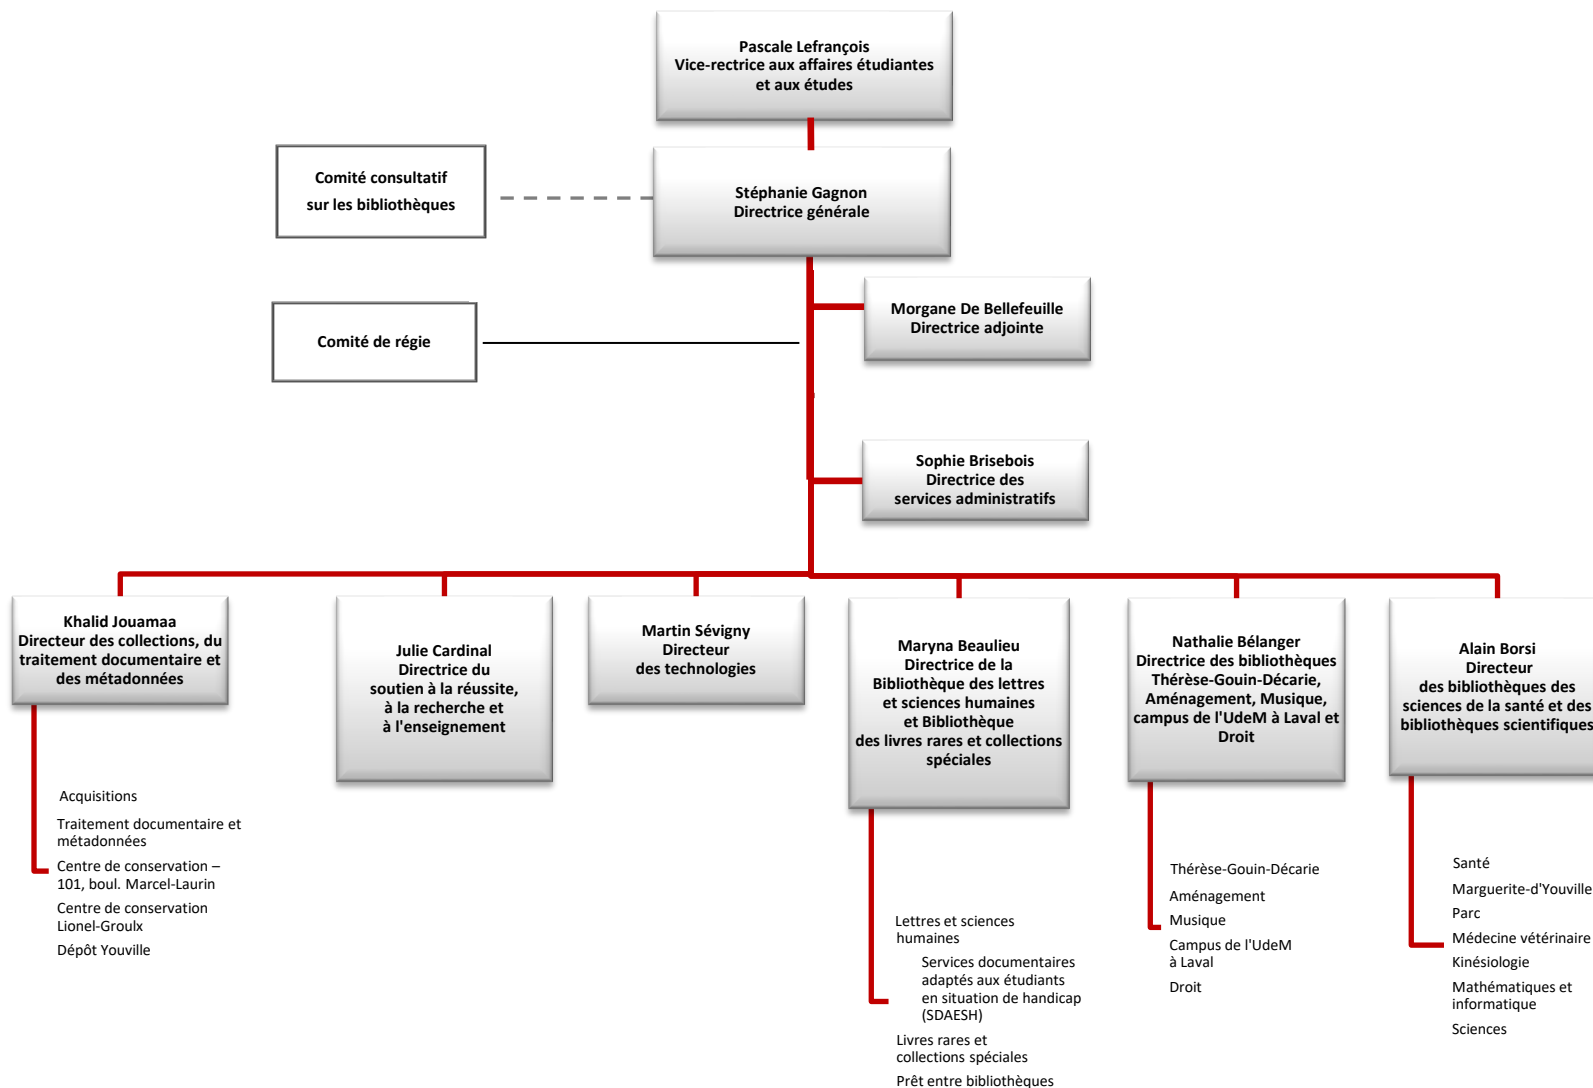 Pascale Lefrançois
Vice-rectrice aux affaires étudiantes
et aux études
Comité consultatif
sur les bibliothèques
Stéphanie Gagnon
Directrice générale
Morgane De Bellefeuille
Directrice adjointe
Comité de régie
Sophie Brisebois
Directrice des
services administratifs
Khalid Jouamaa
Directeur des collections, du
traitement documentaire et
des métadonnées
Julie Cardinal
Directrice du
soutien à la réussite,
à la recherche et
à l'enseignement
Martin Sévigny
Directeur
des technologies
Maryna Beaulieu
Directrice de la
Bibliothèque des lettres
et sciences humaines
et Bibliothèque
des livres rares et collections
spéciales
Nathalie Bélanger
Directrice des bibliothèques
Thérèse-Gouin-Décarie,
Aménagement, Musique,
campus de l'UdeM à Laval et
Droit
Alain Borsi
Directeur
des bibliothèques des
sciences de la santé et des
bibliothèques scientifiques
Acquisitions
Traitement documentaire et
métadonnées
Centre de conservation –
101, boul. Marcel-Laurin
Centre de conservation
Lionel-Groulx
Dépôt Youville
Lettres et sciences
humaines
Services documentaires
adaptés aux étudiants
en situation de handicap
(SDAESH)
Livres rares et
collections spéciales
Prêt entre bibliothèques
Thérèse-Gouin-Décarie
Aménagement
Musique
Campus de l'UdeM
à Laval
Droit
Santé
Marguerite-d'Youville
Parc
Médecine vétérinaire
Kinésiologie
Mathématiques et
informatique
Sciences